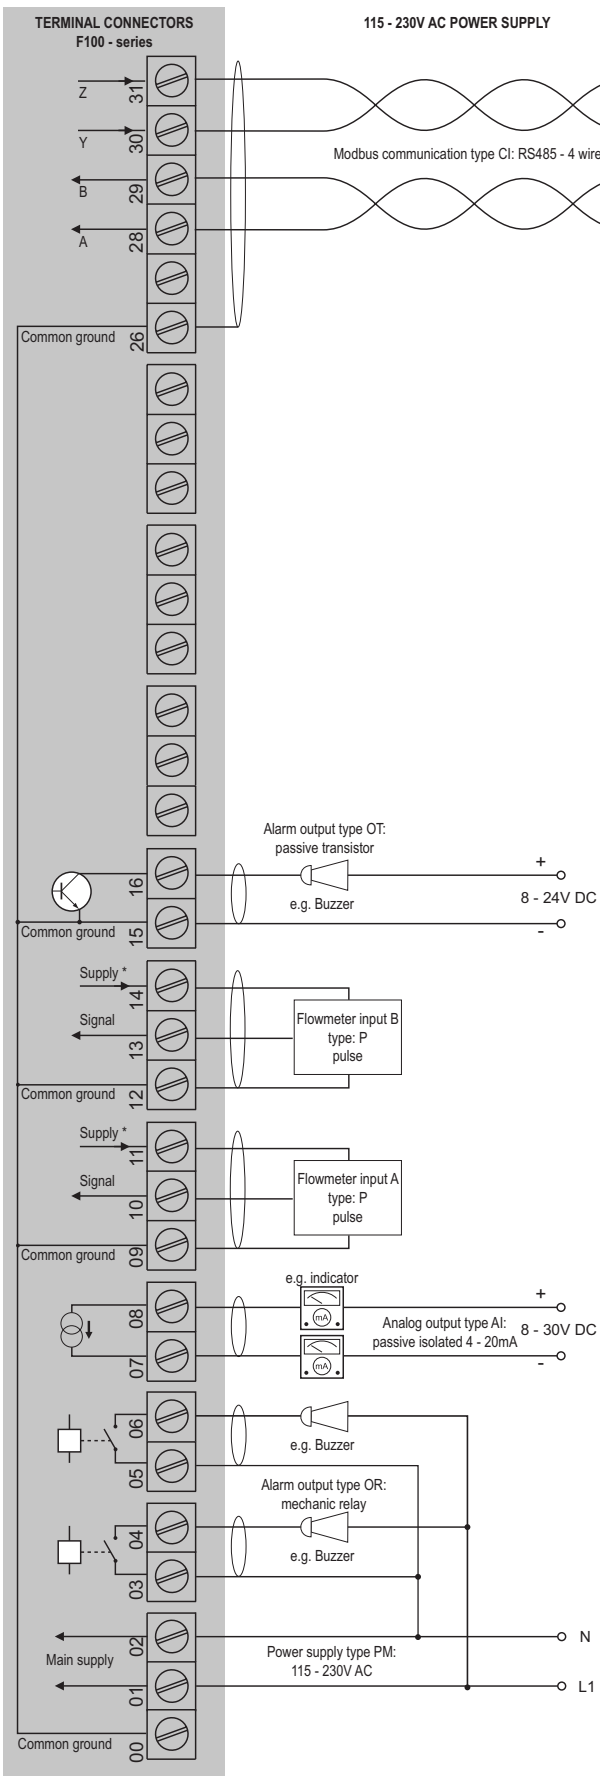 TERMINAL CONNECTORS
F100 - series
115 - 230V AC POWER SUPPLY
Z
31
Y
30
Modbus communication type CI: RS485 - 4 wire
B
29
A
28
Common ground
26
Alarm output type OT:
passive transistor
16
e.g. Buzzer
+
8 - 24V DC
-
Common ground
15
Supply *
14
Signal
13
Flowmeter input B
type: P
pulse
Common ground
12
Supply *
11
Signal
10
Flowmeter input A
type: P
pulse
Common ground
09
e.g. indicator
08
mA
+
Analog output type AI:
passive isolated 4 - 20mA
8 - 30V DC
07
mA
-
06
e.g. Buzzer
05
Alarm output type OR:
mechanic relay
04
e.g. Buzzer
03
02
N
Main supply
Power supply type PM:
115 - 230V AC
01
L1
Common ground
00